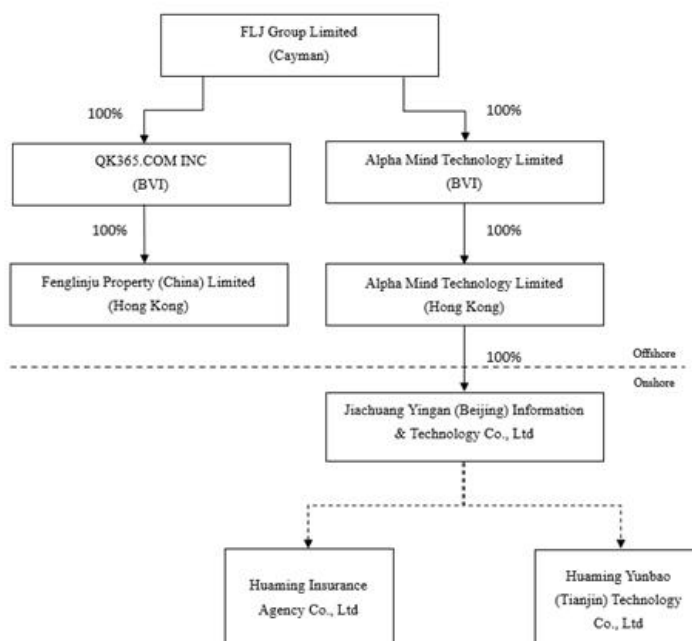 FLJ Group Limited
(Cayman)
100%
100%
QK365.COM INC
(BVI)
Alpha Mind Technology Limited
(BVI)
100%
100%
Fenglinju Property (China) Limited
(Hong Kong)
Alpha Mind Technology Limited
(Hong Kong)
100%
Offshore
Onshore
Jiachuang Yingan (Beijing) Information
& Technology Co., Ltd
Huaming Insurance
Agency Co., Ltd
Huaming Yunbao
(Tianjin) Technology
Co., Ltd